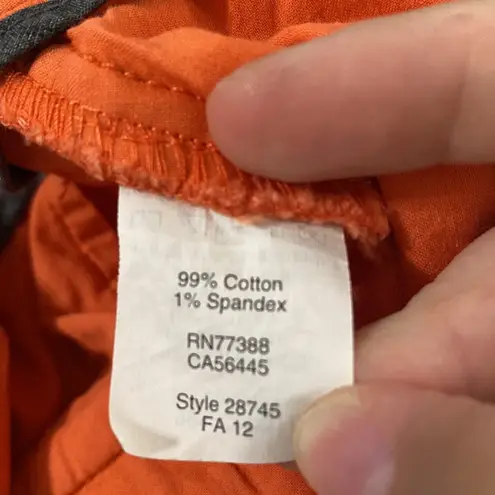 99% Cotton
1% Spandex
RN77388
CA56445
Style 28745
FA 12